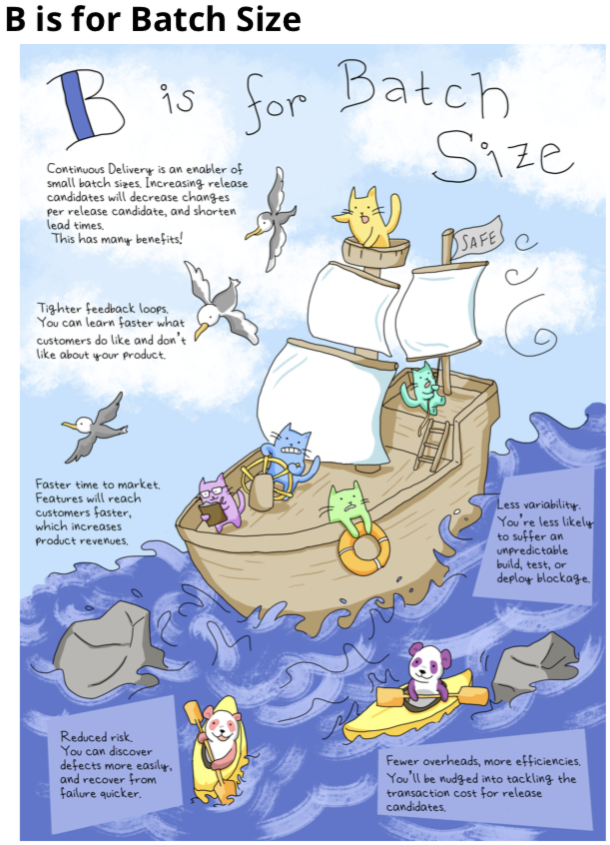 B is for Batch Size
B is for Batch
Size
Continuous Delivery is an enabler of
small batch sizes. Increasing release
candidates will decrease changes
per release candidate, and shorten
lead times.
This has many benefits!
SAFE
Tighter feedback loops.
You can learn faster what
customers do like and don't
like about your product.
Faster time to market.
Features will reach
customers faster,
which increases
product revenues.
Less variability.
You're less likely
to suffer an
unpredictable
build, test, or
deploy blockage.
Reduced risk.
You can discover
defects more easily,
and recover from
failure quicker.
Fewer overheads, more efficiencies.
You'll be nudged into tackling the
transaction cost for release
candidates.